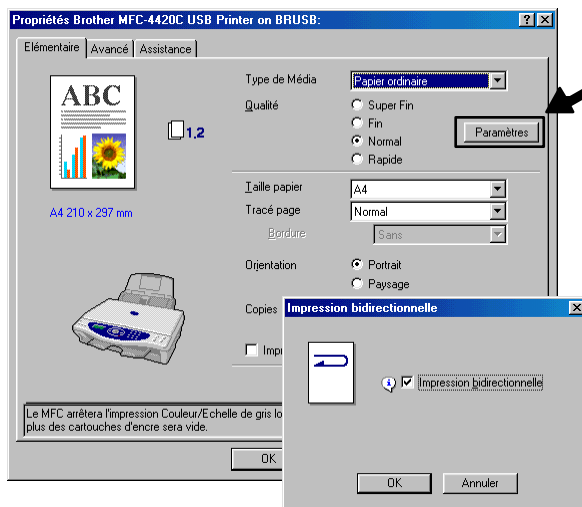 Propriétés Brother MFC-4420C USB Printer on BRUSB:
Elémentaire Avancé Assistance
Type de Média Papier ordinaire
Qualité Super Fin
Fin
Normal
Rapide
Paramètres
ABC
1.2
A4 210 x 297 mm
Taille papier A4
Tracé page Normal
Bordure Sans
Orientation Portrait
Paysage
Copies
Le MFC arrêtera l'impression Couleur/Echelle de gris
plus des cartouches d'encre sera vide.
OK
Impression bidirectionnelle
Impression bidirectionnelle
OK Annuler